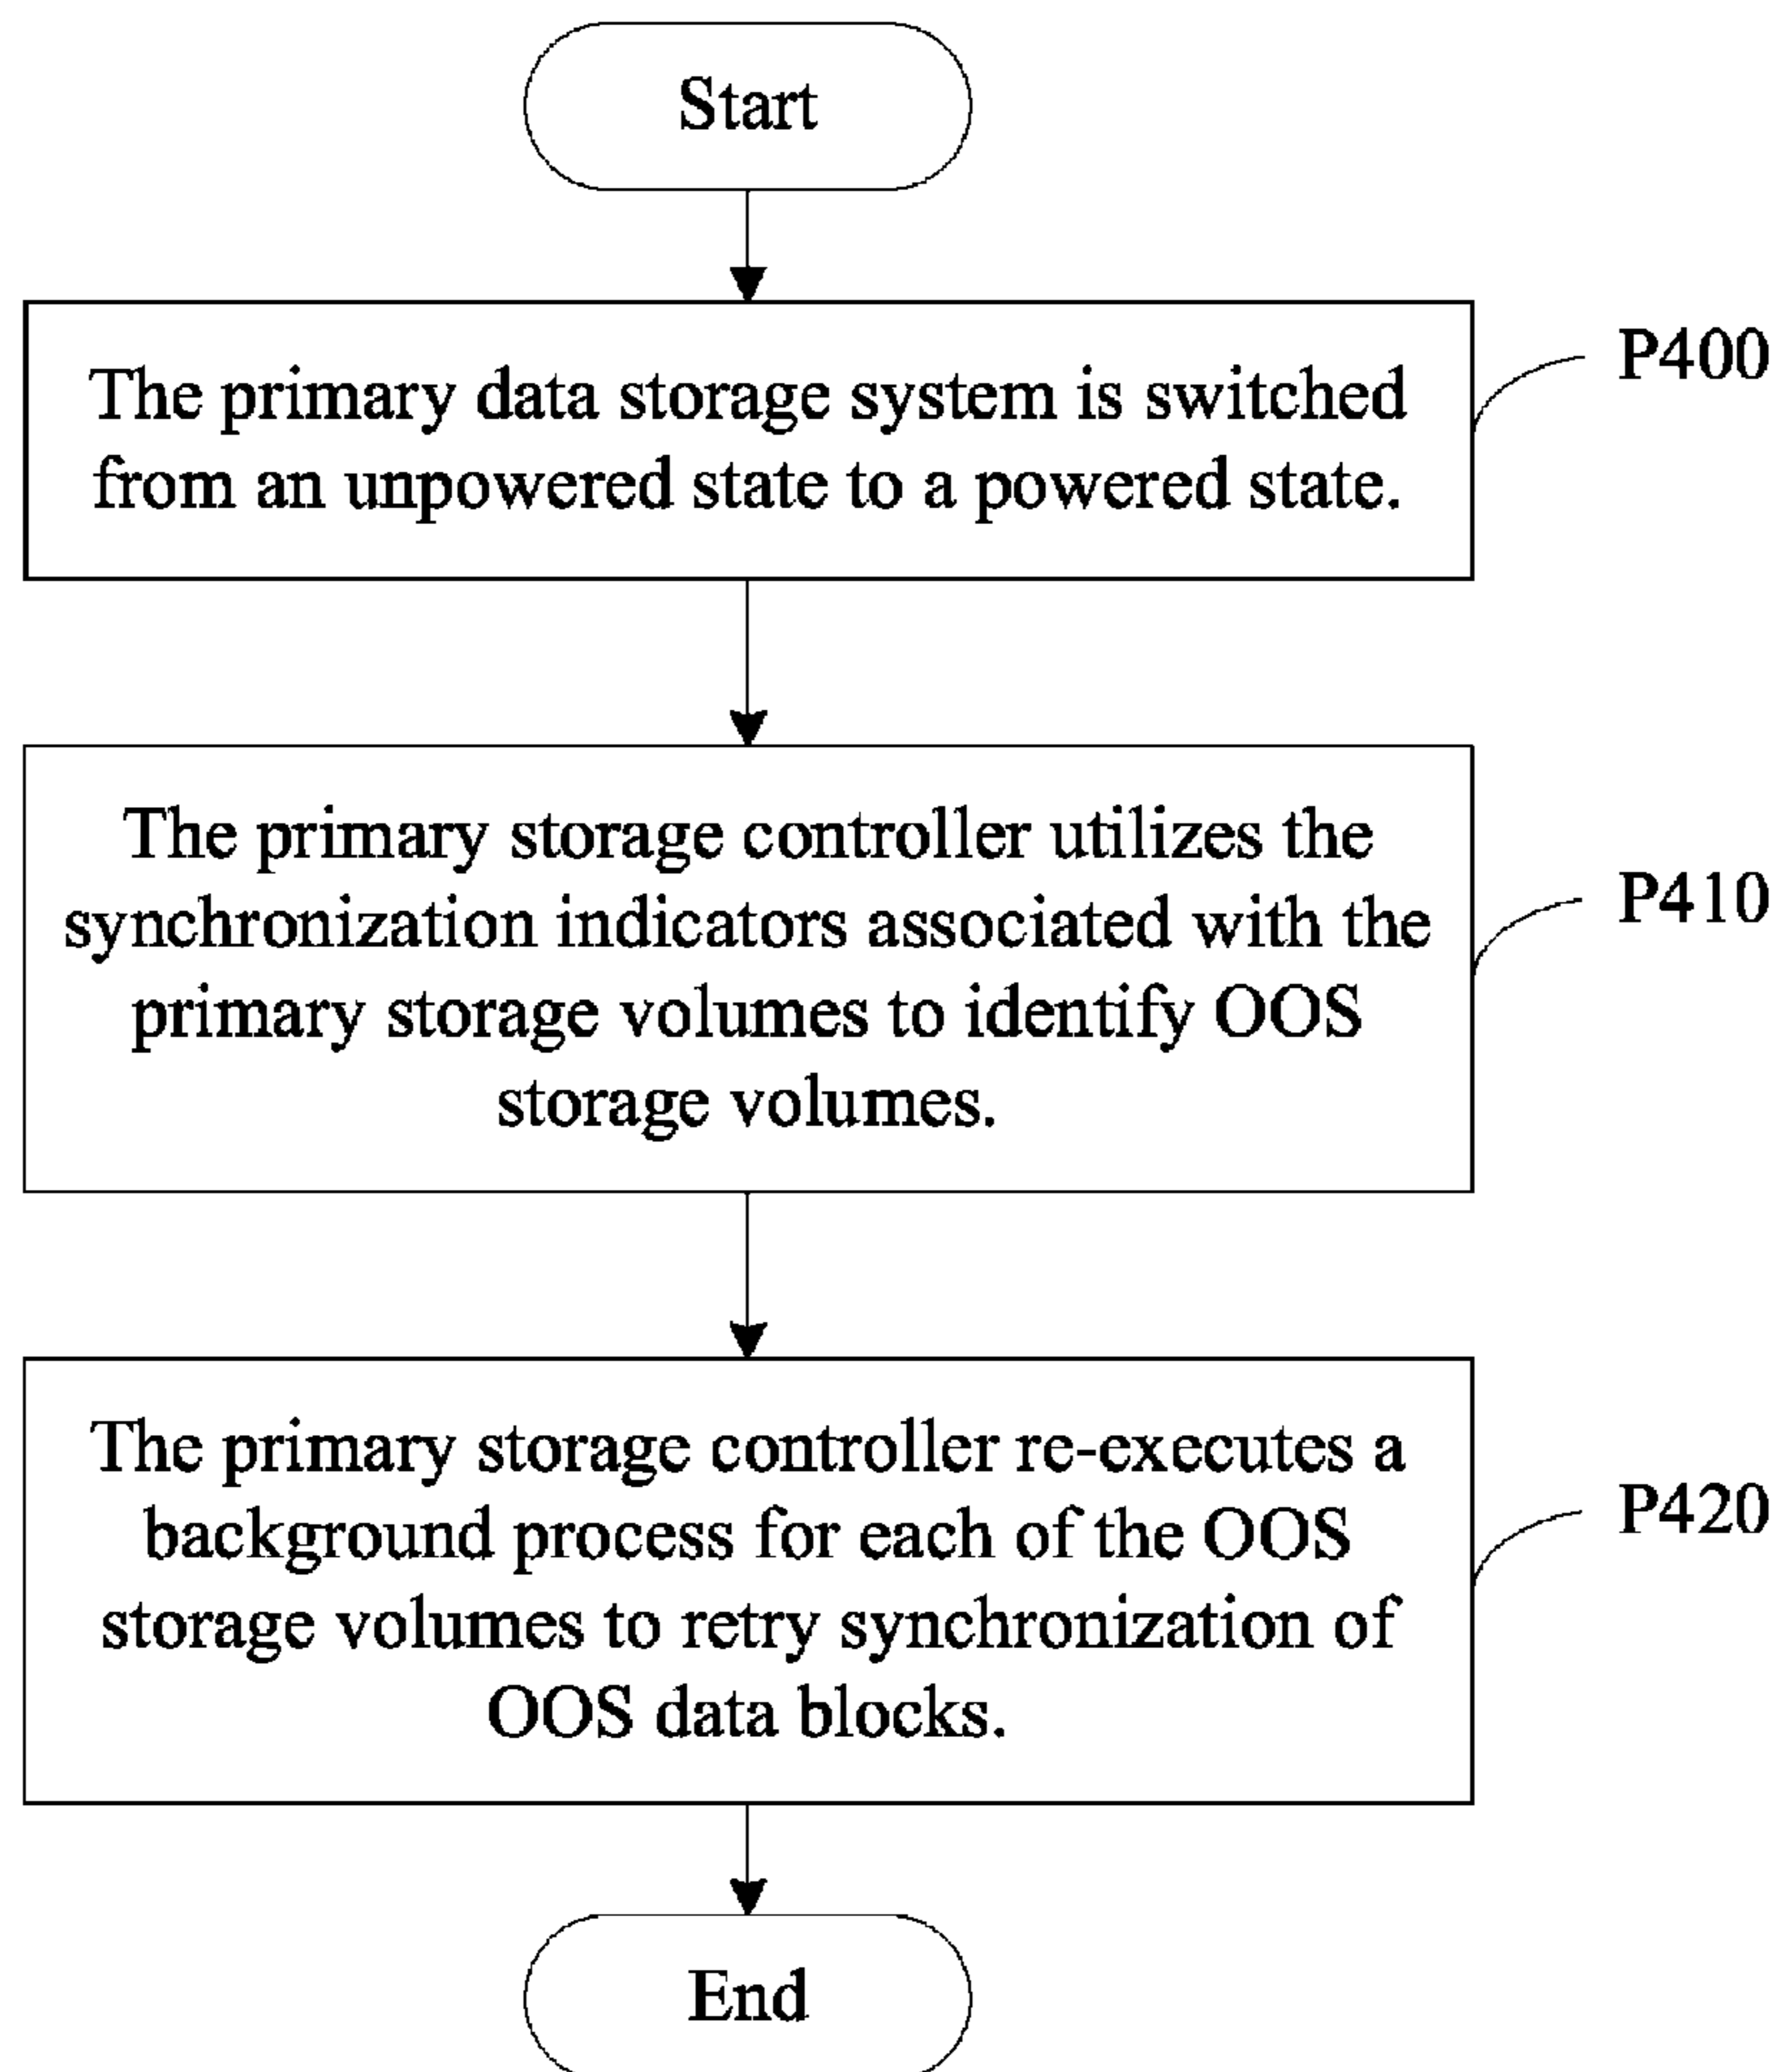 Start
The primary data storage system is switched
from an unpowered state to a powered state.
P400
The primary storage controller utilizes the
synchronization indicators associated with the
primary storage volumes to identify OOS
storage volumes.
P410
The primary storage controller re-executes a
background process for each of the OOS
storage volumes to retry synchronization of
OOS data blocks.
P420
End